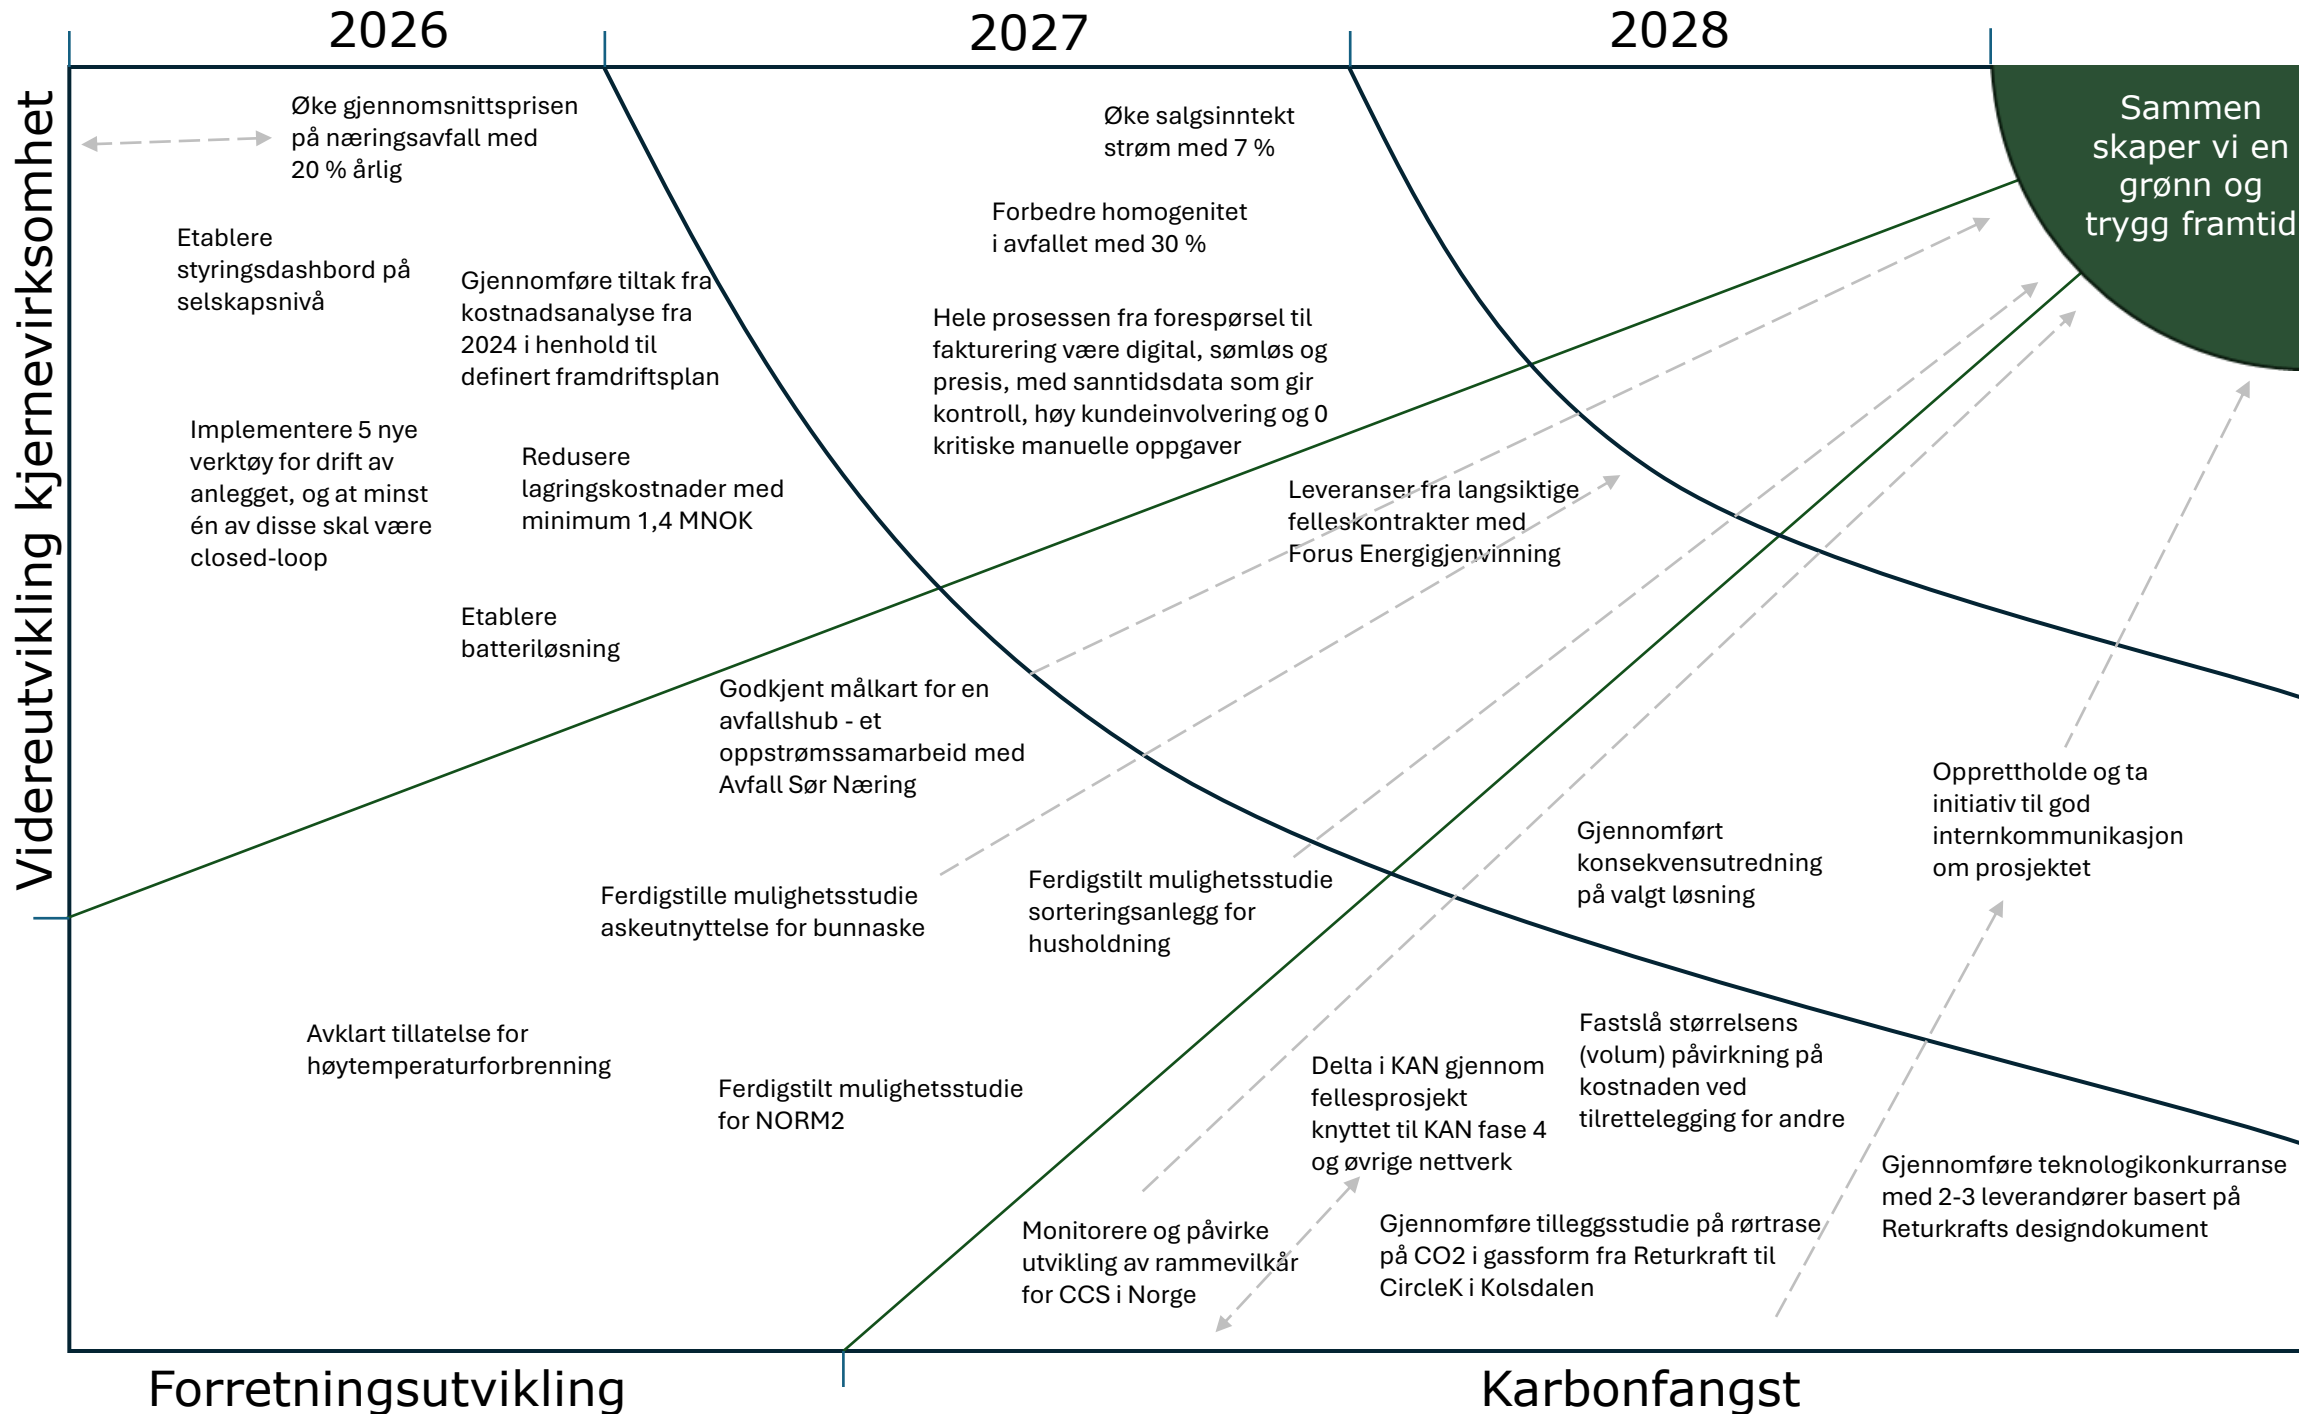 2026
2027
2028
Videreutvikling kjernevirksomhet
Øke gjennomsnittsprisen
på næringsavfall med
20 % årlig
Etablere
styringsdashbord på
selskapsnivå
Gjennomføre tiltak fra
kostnadsanalyse fra
2024 i henhold til
definert framdriftsplan
Implementere 5 nye
verktøy for drift av
anlegget, og at minst
én av disse skal være
closed-loop
Redusere
lagringskostnader med
minimum 1,4 MNOK
Etablere
batteriløsning
Øke salgsinntekt
strøm med 7 %
Forbedre homogenitet
i avfallet med 30 %
Hele prosessen fra forespørsel til
fakturering være digital, sømløs og
presis, med sanntidsdata som gir
kontroll, høy kundeinvolvering og 0
kritiske manuelle oppgaver
Sammen
skaper vi en
grønn og
trygg framtid
Leveranser fra langsiktige
felleskontrakter med
Forus Energigjenvinning
Godkjent målkart for en
avfallshub - et
oppstrømssamarbeid med
Avfall Sør Næring
Ferdigstille mulighetsstudie
askeutnyttelse for bunnaske
Ferdigstilt mulighetsstudie
sorteringsanlegg for
husholdning
Avklart tillatelse for
høytemperaturforbrenning
Ferdigstilt mulighetsstudie
for NORM2
Gjennomført
konsekvensutredning
på valgt løsning
Opprettholde og ta
initiativ til god
internkommunikasjon
om prosjektet
Delta i KAN gjennom
fellesprosjekt
knyttet til KAN fase 4
og øvrige nettverk
Fastslå størrelsens
(volum) påvirkning på
kostnaden ved
tilrettelegging for andre
Monitorere og påvirke
utvikling av rammevilkår
for CCS i Norge
Gjennomføre tilleggsstudie på rørtrase
på CO2 i gassform fra Returkraft til
CircleK i Kolsdalen
Gjennomføre teknologikonkurranse
med 2-3 leverandører basert på
Returkrafts designdokument
Forretningsutvikling
Karbonfangst